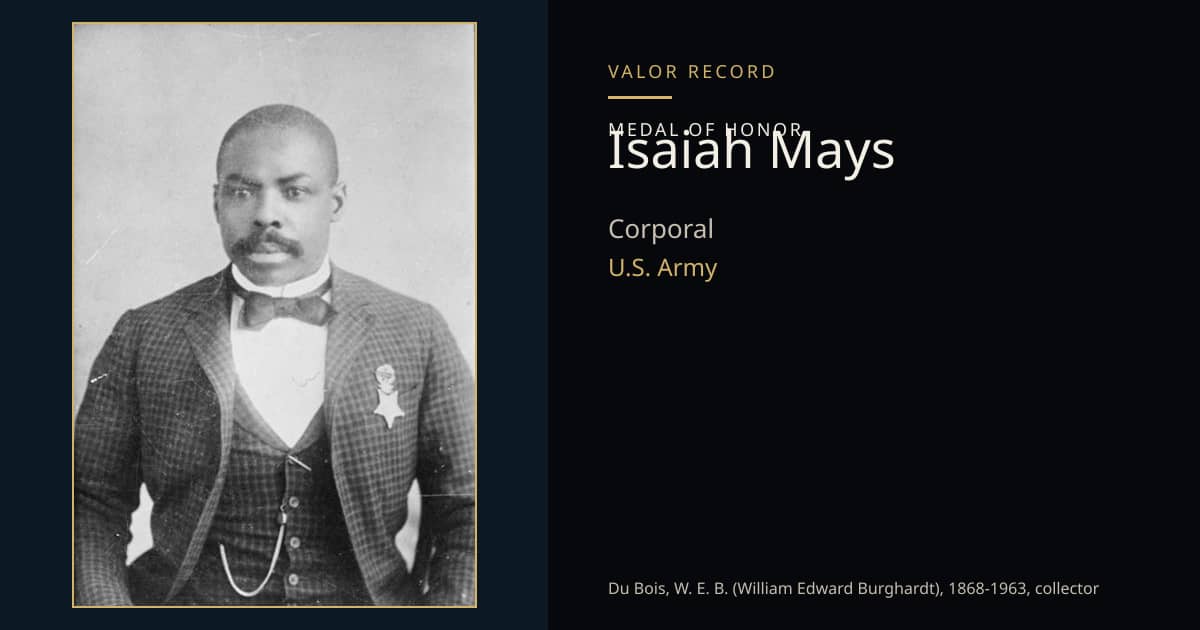 VALOR RECORD
MEDAL OF HONOR
Isaiah Mays
Corporal
U.S. Army
Du Bois, W. E. B. (William Edward Burghardt), 1868-1963, collector